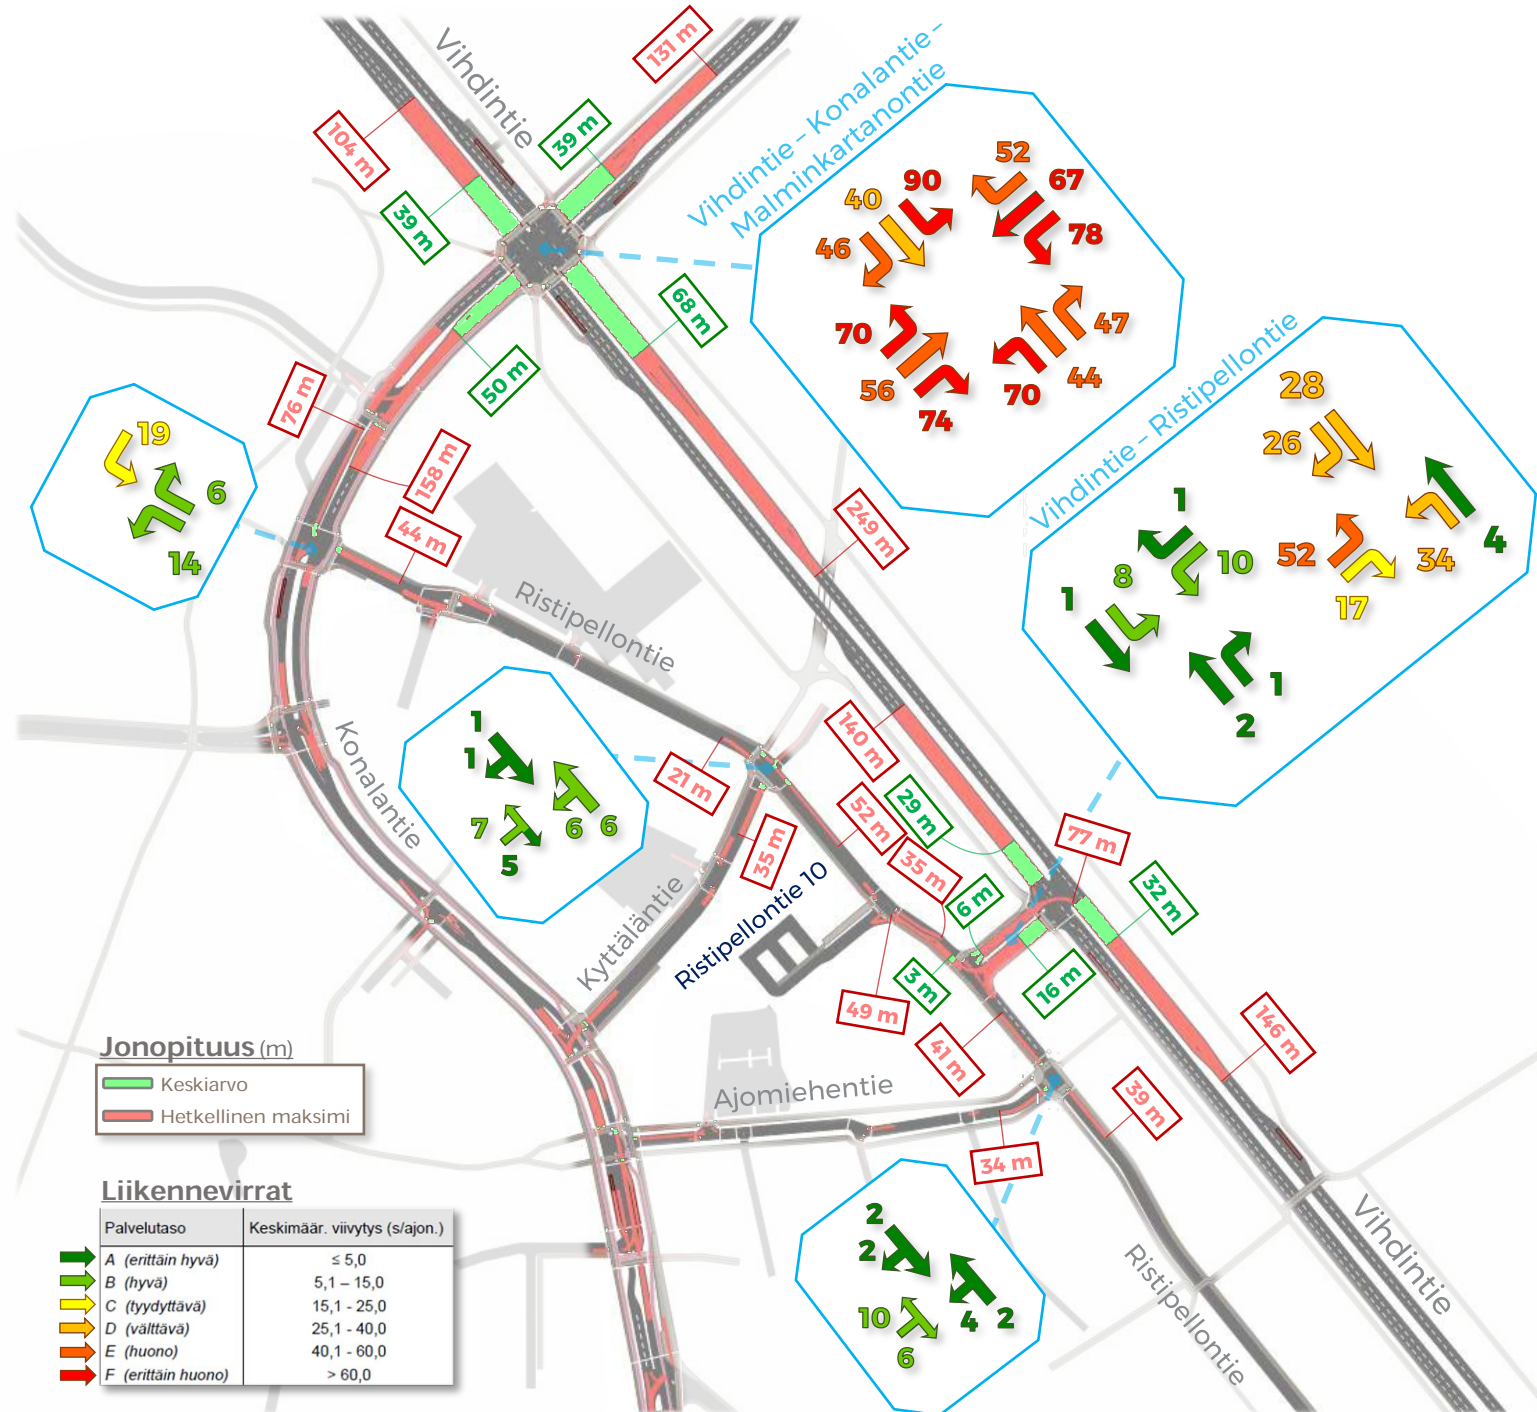 Vihdintie
131 m
Vihdintie – Konalantie –
Malminkartanontie
104 m
39 m
39 m
68 m
50 m
76 m
158 m
44 m
249 m
52
90
67
40
78
46
47
70
44
56
70
74
Vihdintie – Ristipellontie
28
26
4
1
52
34
10
8
17
1
1
2
19
6
14
Ristipellontie
Konalantie
1
1
7
6
6
5
21 m
35 m
140 m
29 m
52 m
35 m
77 m
6 m
32 m
3 m
16 m
49 m
41 m
146 m
39 m
34 m
Kyttäläntie
Ristipellontie 10
Ajomiehentie
Vihdintie
Ristipellontie
2
2
10
4
2
6
Jonopituus (m)
Keskiarvo
Hetkellinen maksimi
Liikennevirrat
Palvelutaso Keskimäär. viivytys (s/ajon.)
A (erittäin hyvä) ≤ 5,0
B (hyvä) 5,1 – 15,0
C (tyydyttävä) 15,1 - 25,0
D (välttävä) 25,1 - 40,0
E (huono) 40,1 - 60,0
F (erittäin huono) > 60,0